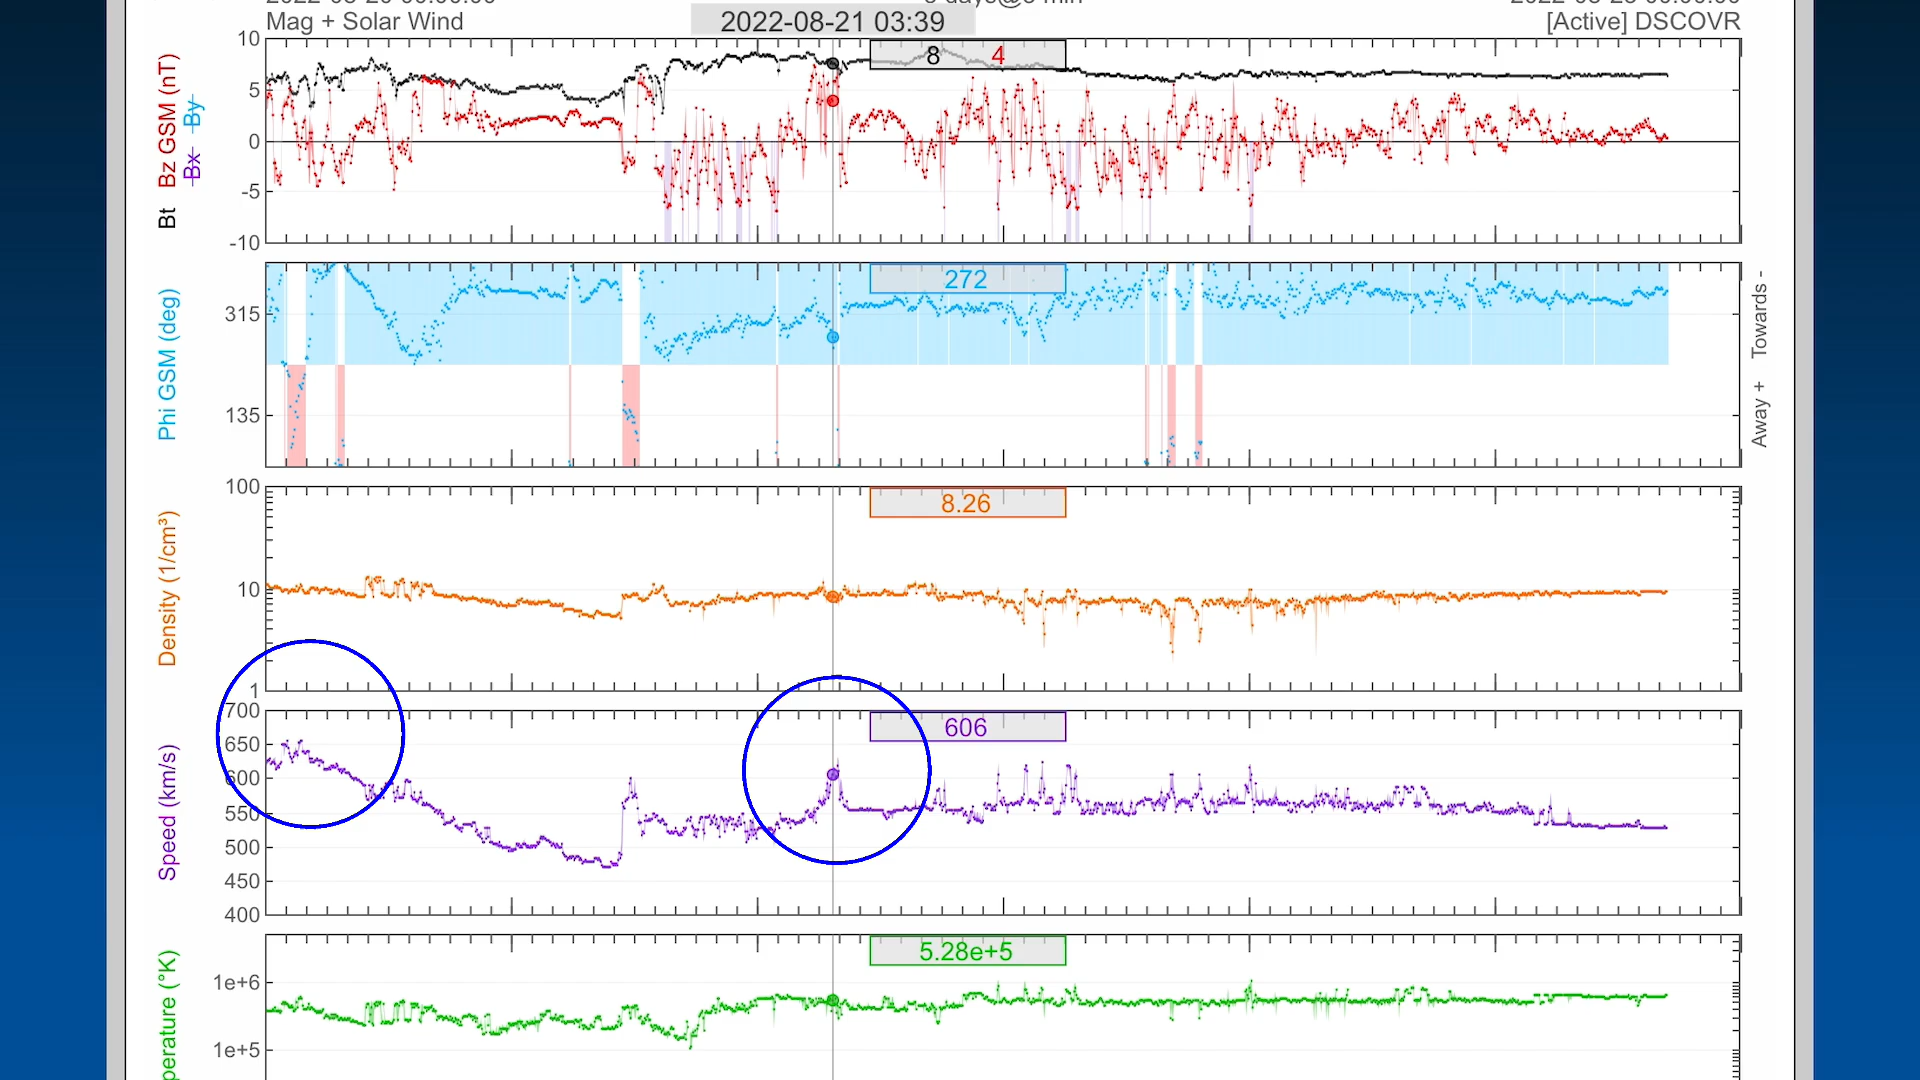 Mag + Solar Wind
2022-08-21 03:39
[Active] DSCOVR
Bt Bz GSM (nT)
Bx By
10
5
0
-5
-10
8 4
Phi GSM (deg)
315
135
272
Away + Towards -
Density (1/cm³)
100
10
1
8.26
Speed (km/s)
700
650
600
550
500
450
400
606
perature (°K)
1e+6
1e+5
5.28e+5